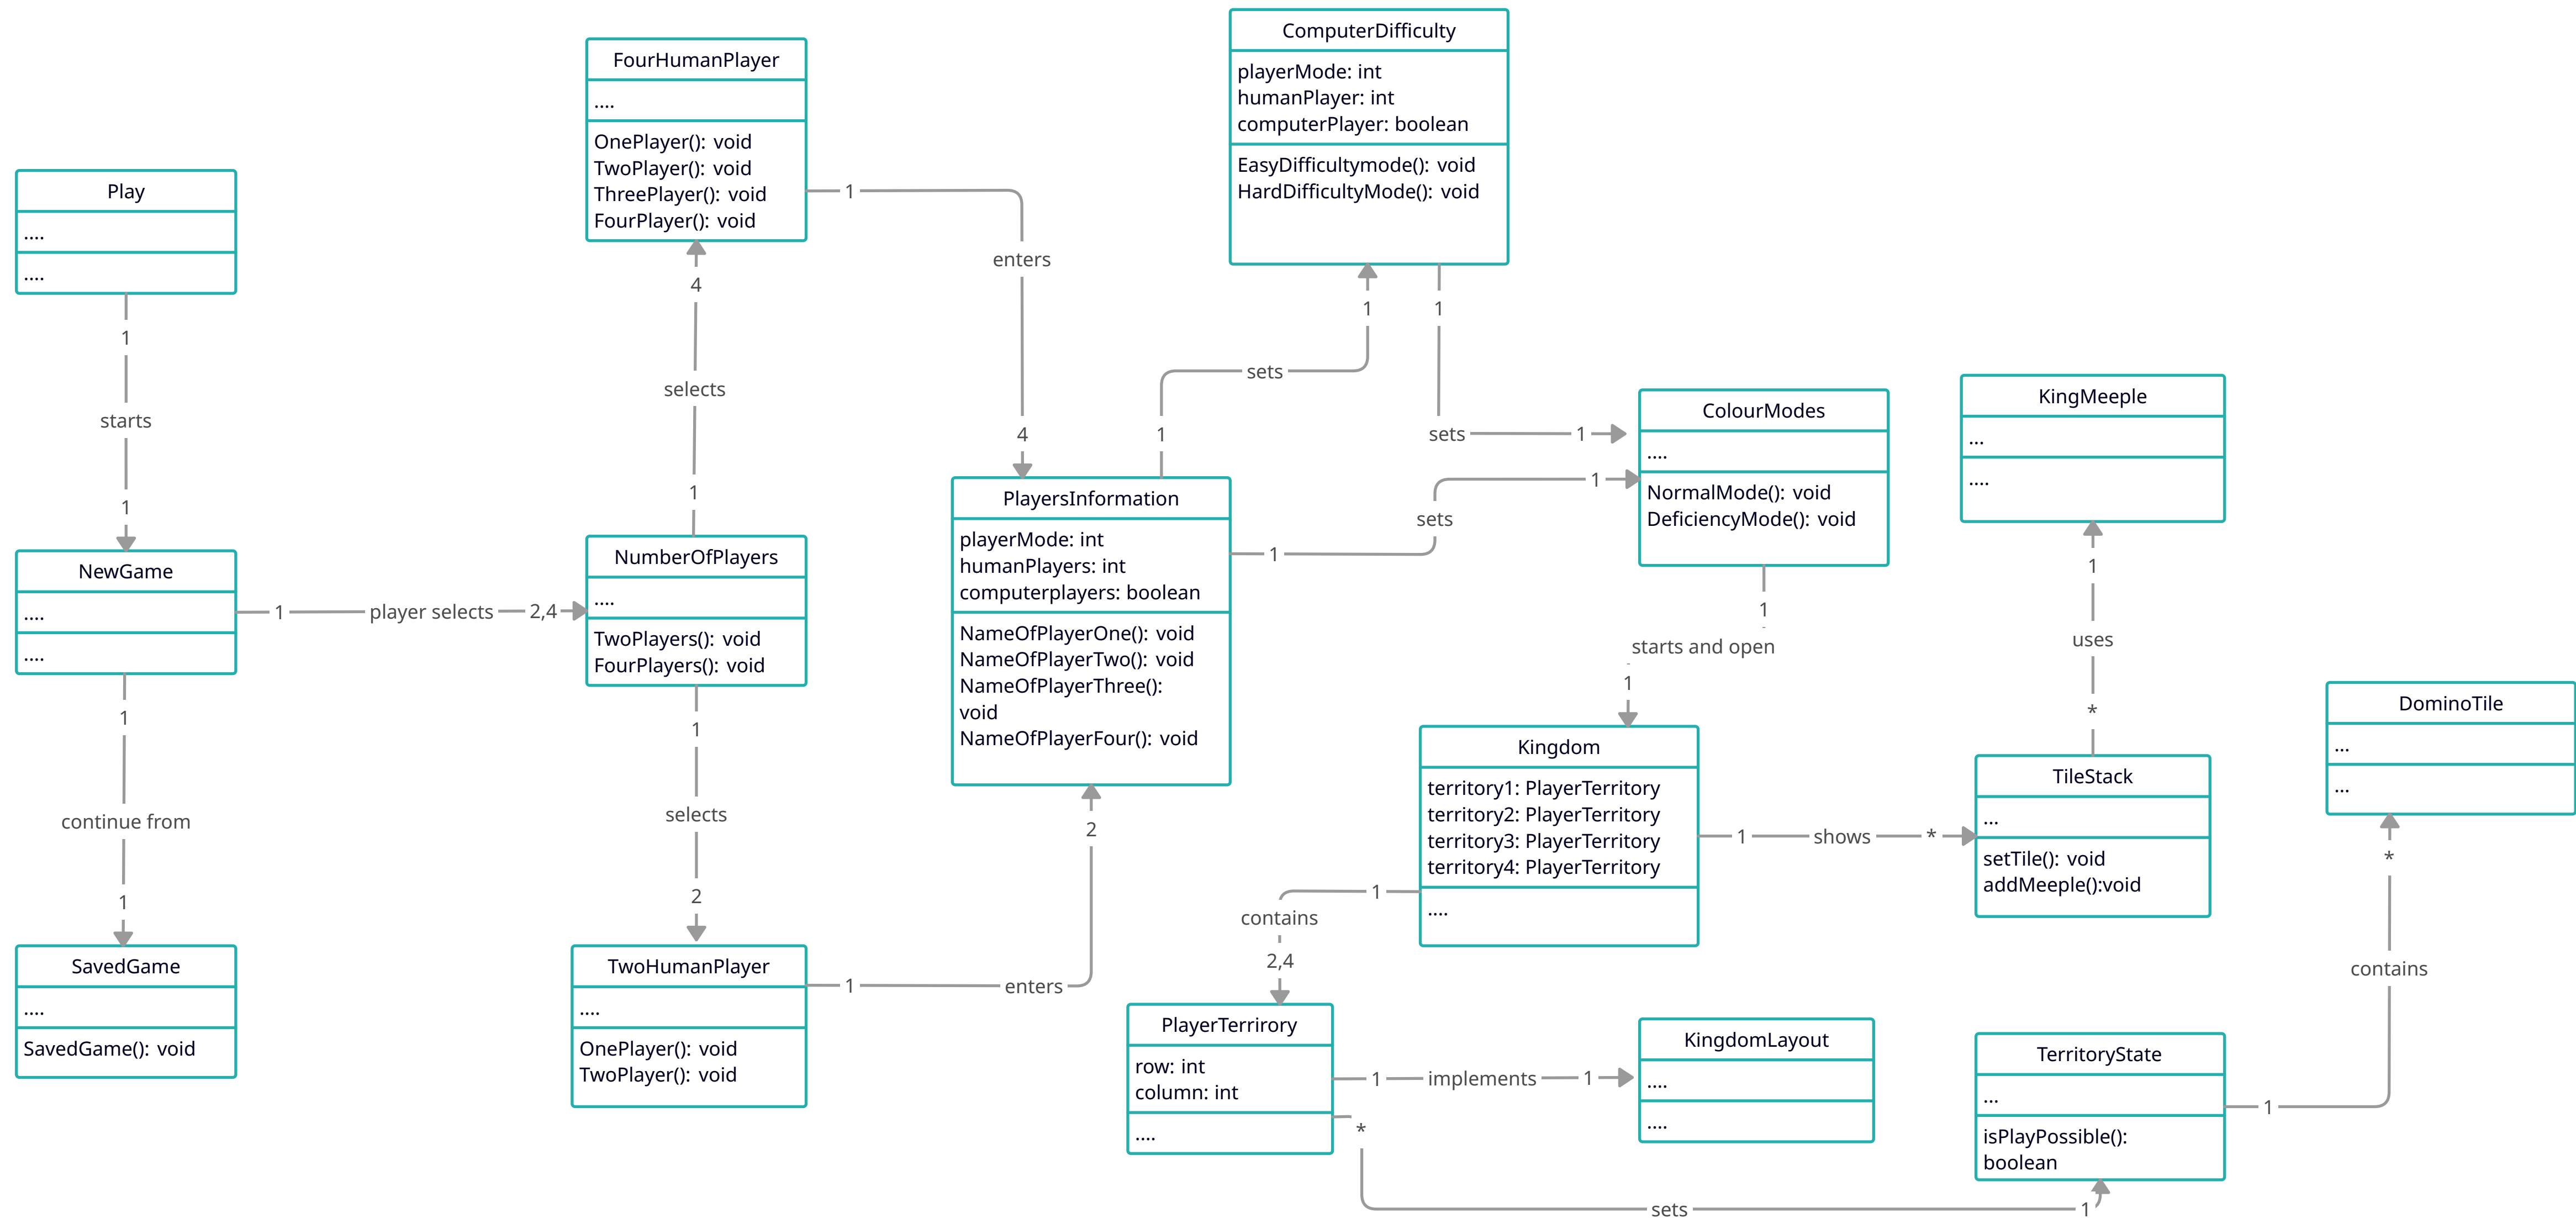 ComputerDifficulty
playerMode: int
humanPlayer: int
computerPlayer: boolean
EasyDifficultymode(): void
HardDifficultyMode(): void
FourHumanPlayer
....
OnePlayer(): void
TwoPlayer(): void
ThreePlayer(): void
FourPlayer(): void
Play
....
....
1
starts
1
4
selects
1
1
enters
4
1
sets
1
1
sets
1
NewGame
....
....
1
player selects
2,4
NumberOfPlayers
....
TwoPlayers(): void
FourPlayers(): void
PlayersInformation
playerMode: int
humanPlayers: int
computerplayers: boolean
NameOfPlayerOne(): void
NameOfPlayerTwo(): void
NameOfPlayerThree():
void
NameOfPlayerFour(): void
1
sets
1
ColourModes
....
NormalMode(): void
DeficiencyMode(): void
KingMeeple
...
....
1
uses
*
1
starts and open
1
1
continue from
1
1
selects
2
Kingdom
territory1: PlayerTerritory
territory2: PlayerTerritory
territory3: PlayerTerritory
territory4: PlayerTerritory
....
1
shows
*
TileStack
...
setTile(): void
addMeeple():void
DominoTile
...
...
*
contains
1
SavedGame
....
SavedGame(): void
TwoHumanPlayer
....
OnePlayer(): void
TwoPlayer(): void
1
enters
2
1
contains
2,4
PlayerTerrirory
row: int
column: int
....
1
implements
1
KingdomLayout
....
....
TerritoryState
...
isPlayPossible():
boolean
*
sets
1